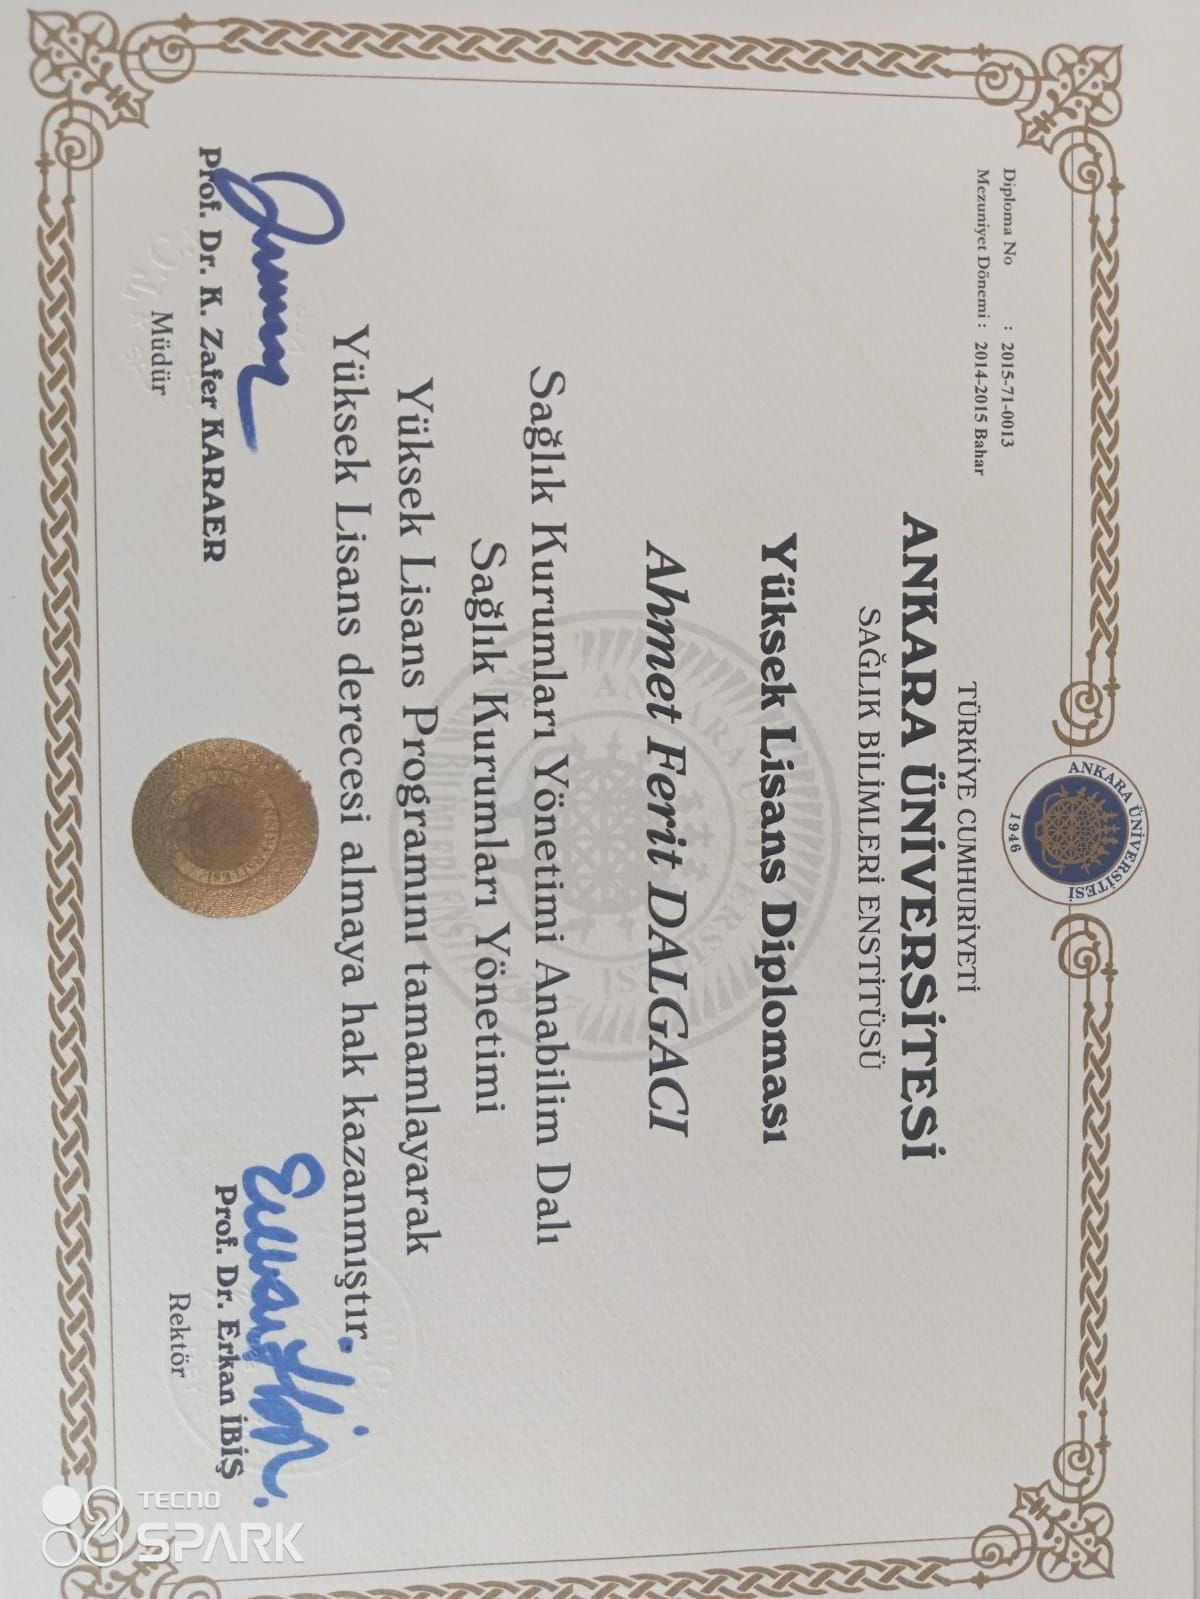 Diploma No : 2015-71-0013
Mezuniyet Dönemi : 2014-2015 Bahar
ANKARA ÜNİVERSİTESİ
1946
TÜRKİYE CUMHURİYETİ
ANKARA ÜNİVERSİTESİ
SAĞLIK BİLİMLERİ ENSTİTÜSÜ
Yüksek Lisans Diploması
Ahmet Ferit DALGACI
Sağlık Kurumları Yönetimi Anabilim Dalı
Sağlık Kurumları Yönetimi
Yüksek Lisans Programını tamamlayarak
Yüksek Lisans derecesi almaya hak kazanmıştır.
Prof. Dr. K. Zafer KARAER
Müdür
Prof. Dr. Erkan İBİŞ
Rektör
TECNO
SPARK